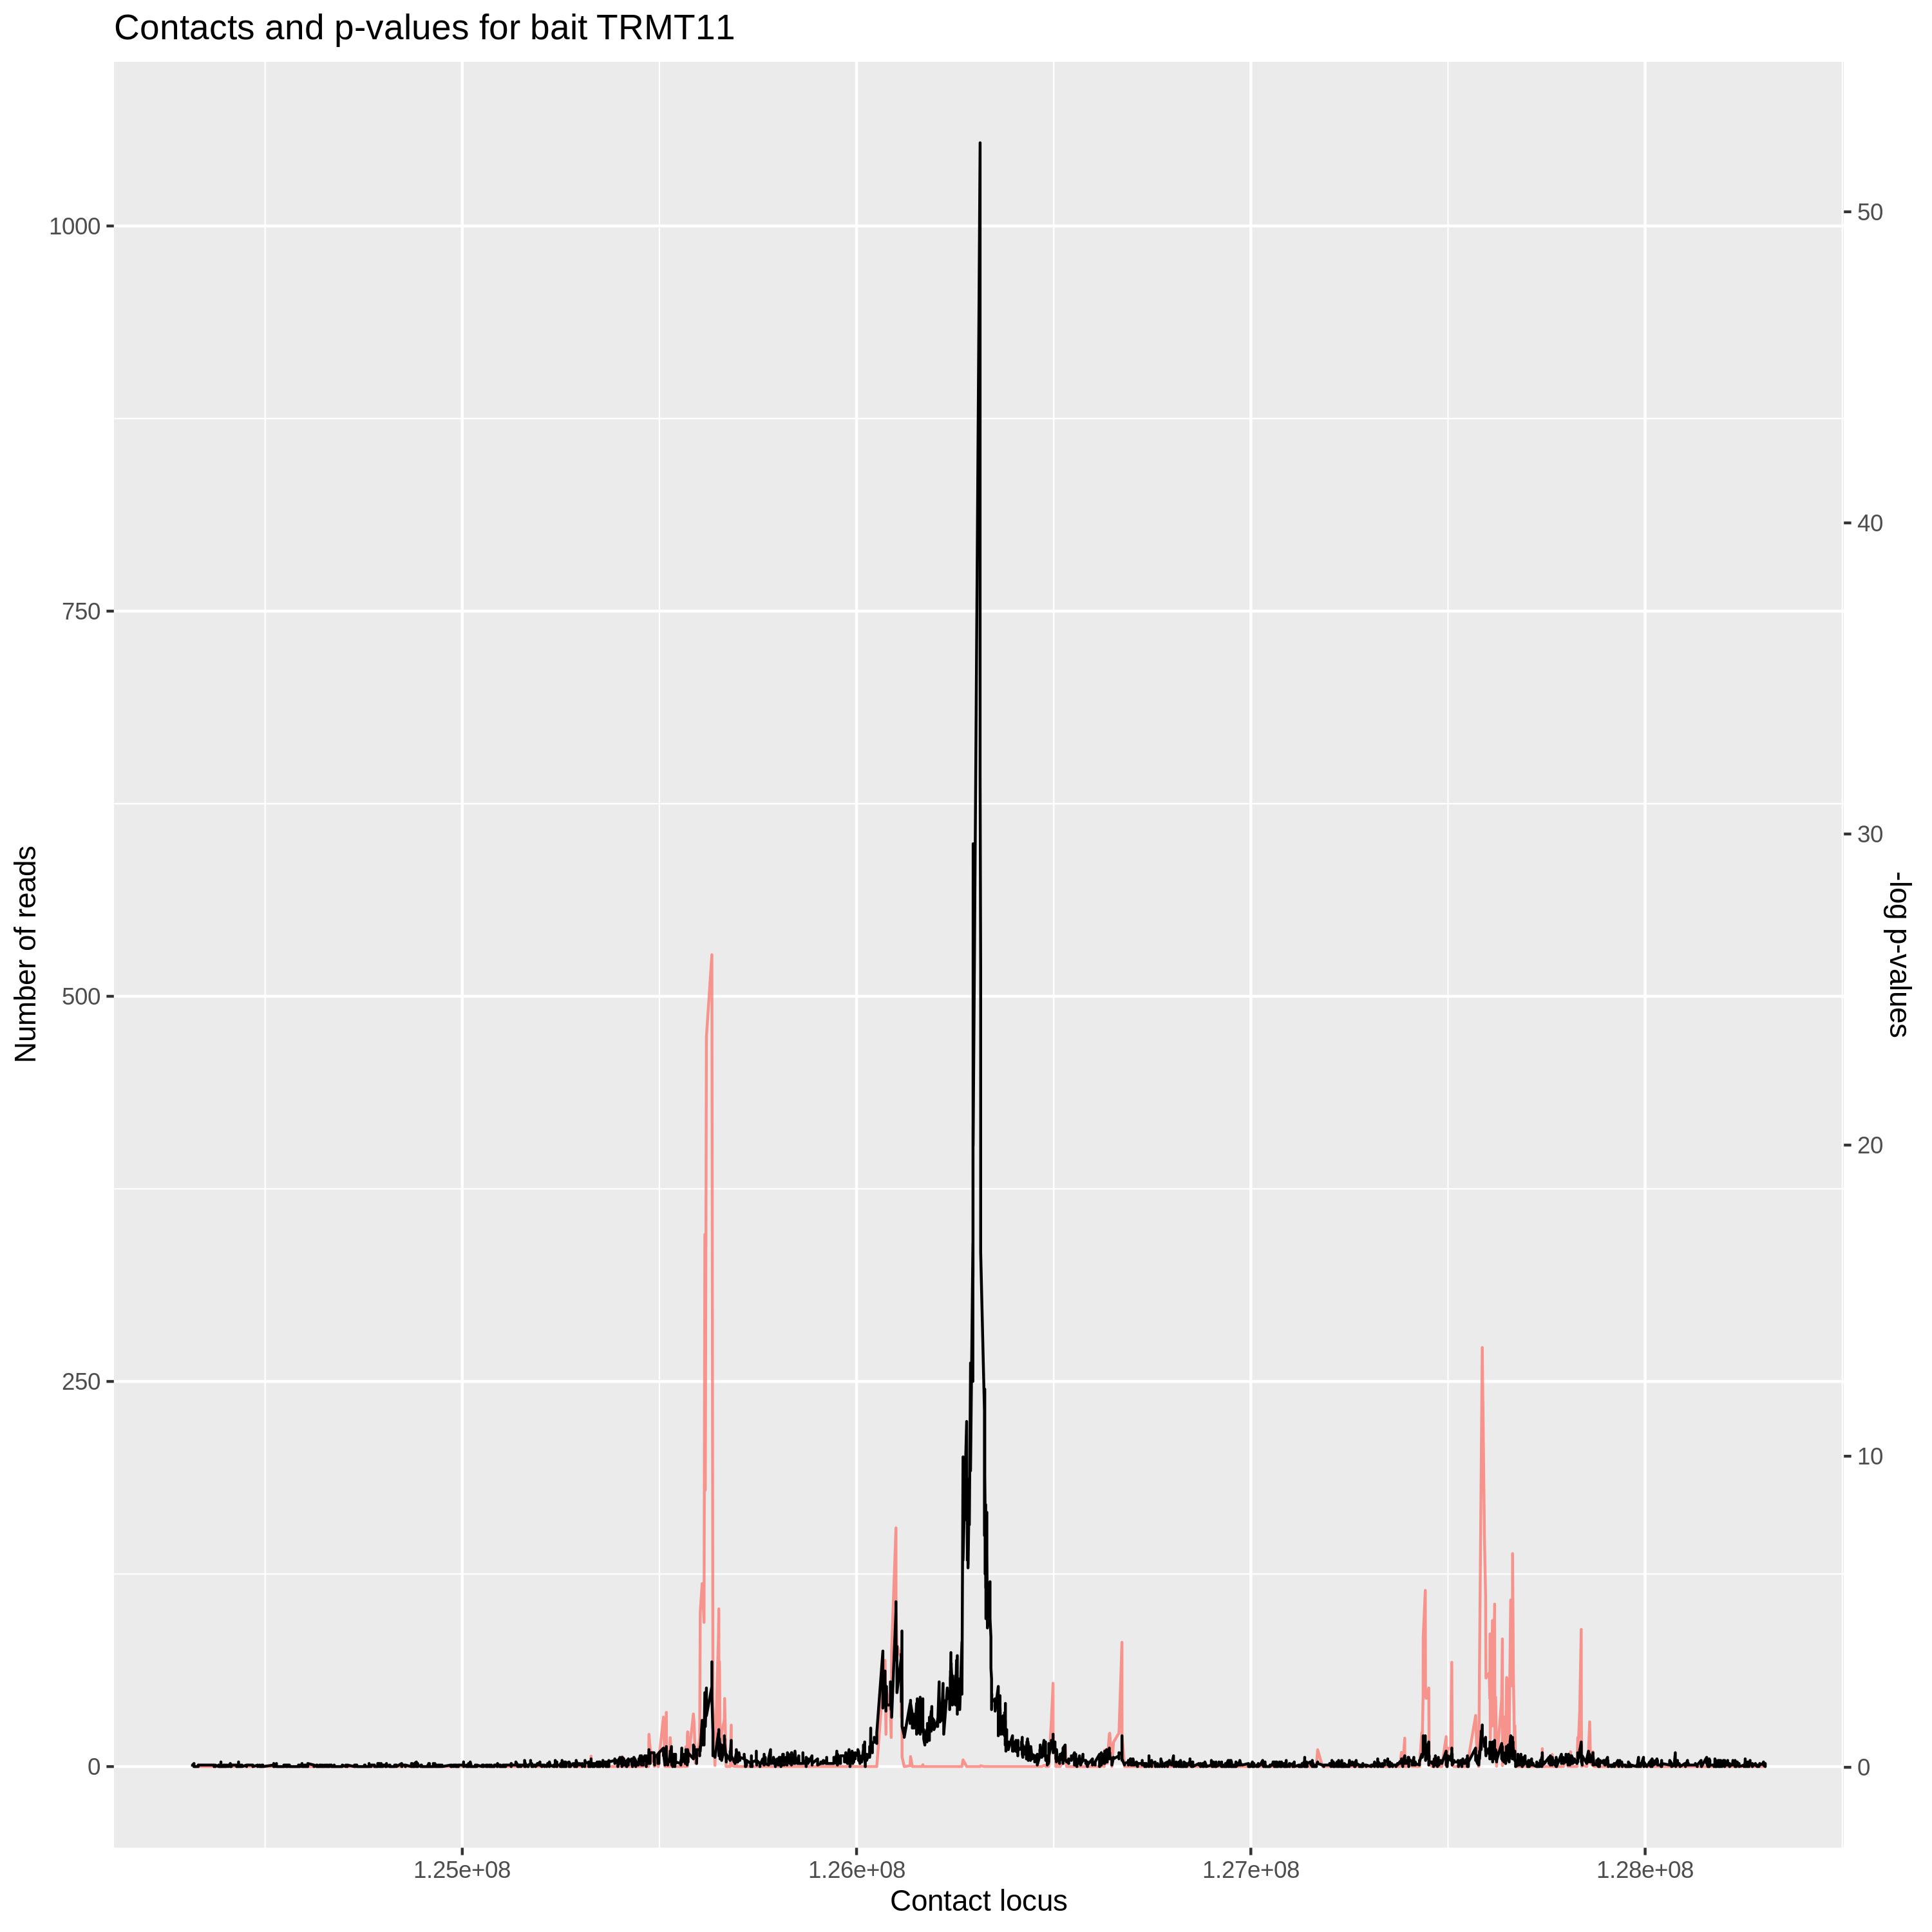 Contacts and p-values for bait TRMT11
Number of reads
1000
750
500
250
0
50
40
30
20
10
0
-log p-values
1.25e+08
1.26e+08
1.27e+08
1.28e+08
Contact locus